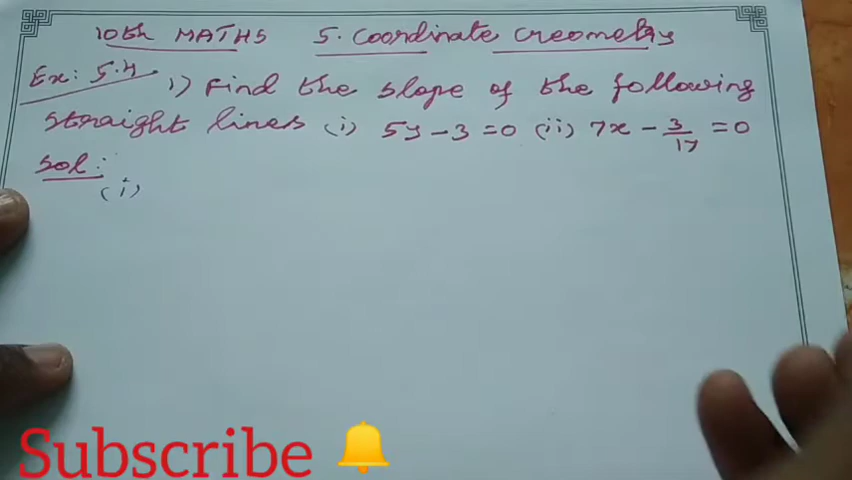 10th MATHS 5. Coordinate Geometry
Ex: 5.4 1) Find the slope of the following
straight lines (i) 5y - 3 = 0 (ii) 7x - 3/17 = 0
Sol:
(i)
Subscribe